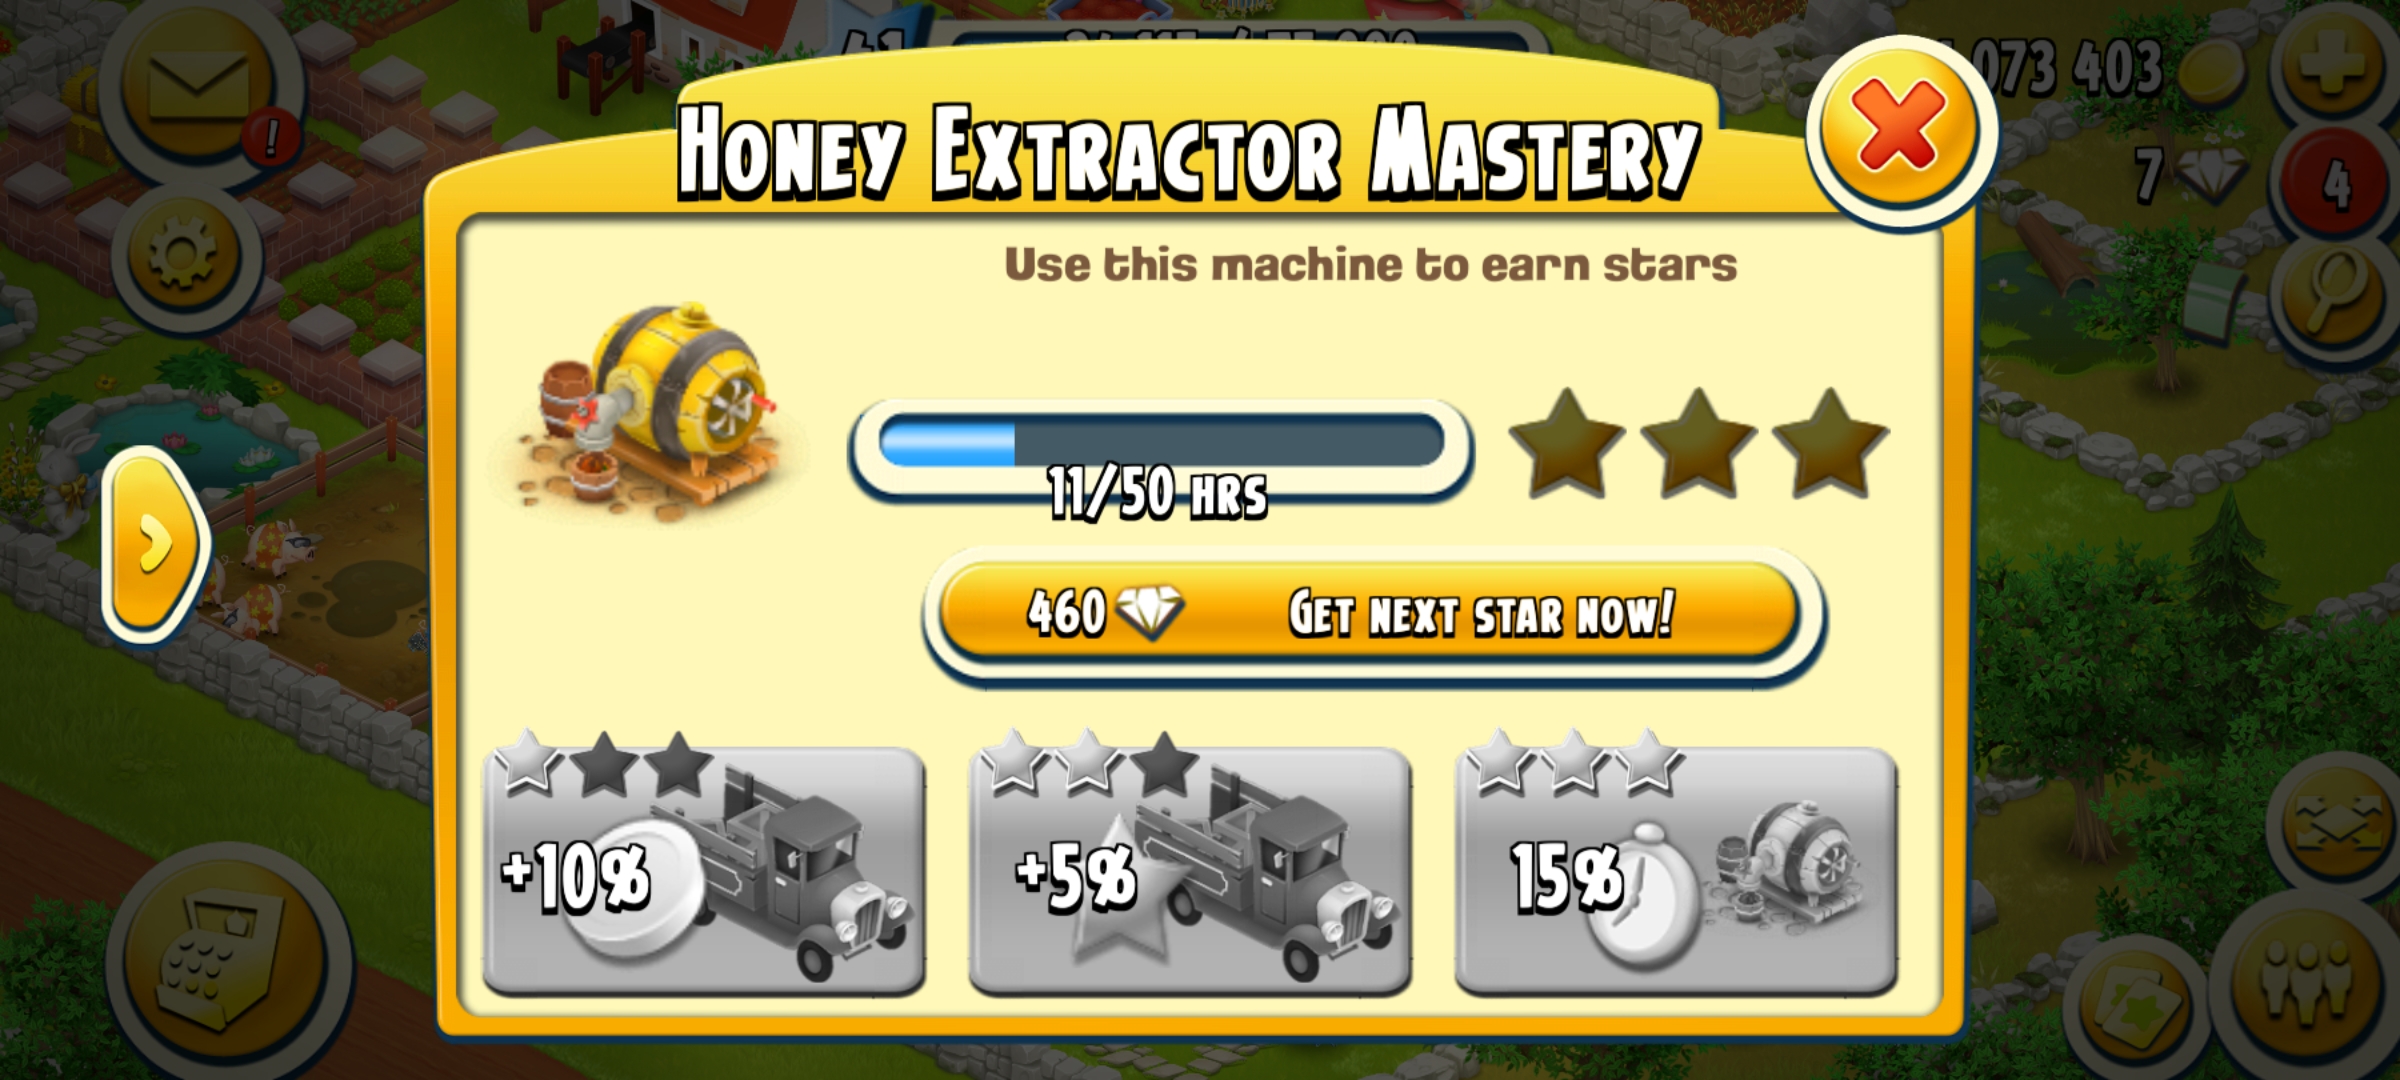 073 403
!
Honey Extractor Mastery
7
4
Use this machine to earn stars
11/50 hrs
460 Get next star now!
+10%
+5%
15%